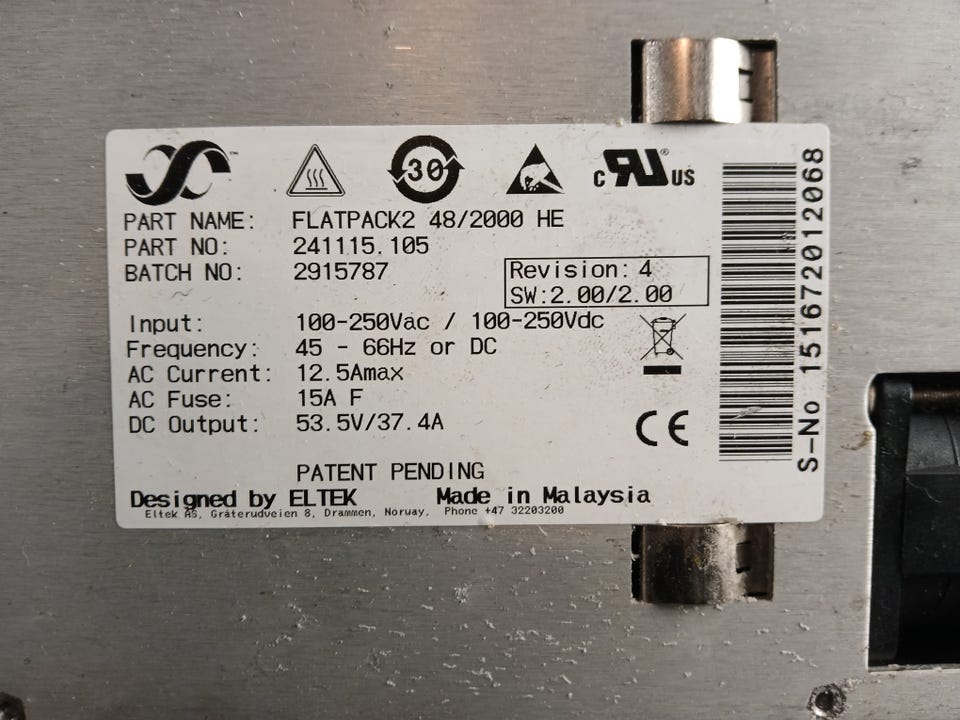 ™
30
c RU® US
PART NAME: FLATPACK2 48/2000 HE
PART NO: 241115.105
BATCH NO: 2915787
Revision: 4
SW:2.00/2.00
Input: 100-250Vac / 100-250Vdc
Frequency: 45 - 66Hz or DC
AC Current: 12.5Amax
AC Fuse: 15A F
DC Output: 53.5V/37.4A
CE
PATENT PENDING
Designed by ELTEK Made in Malaysia
Eltek AS, Gråterudveien 8, Drammen, Norway, Phone +47 32203200
S-No 151672012068